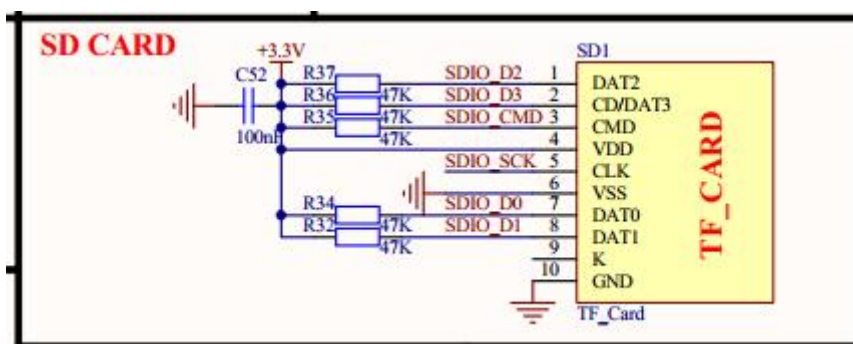 SD CARD
+3.3V
SD1
C52
100nF
R37 47K SDIO_D2 1 DAT2
R36 47K SDIO_D3 2 CD/DAT3
R35 47K SDIO_CMD 3 CMD
4 VDD
SDIO_SCK 5 CLK
6 VSS
R34 47K SDIO_D0 7 DAT0
R32 47K SDIO_D1 8 DAT1
9 K
10 GND
TF_CARD
TF_Card